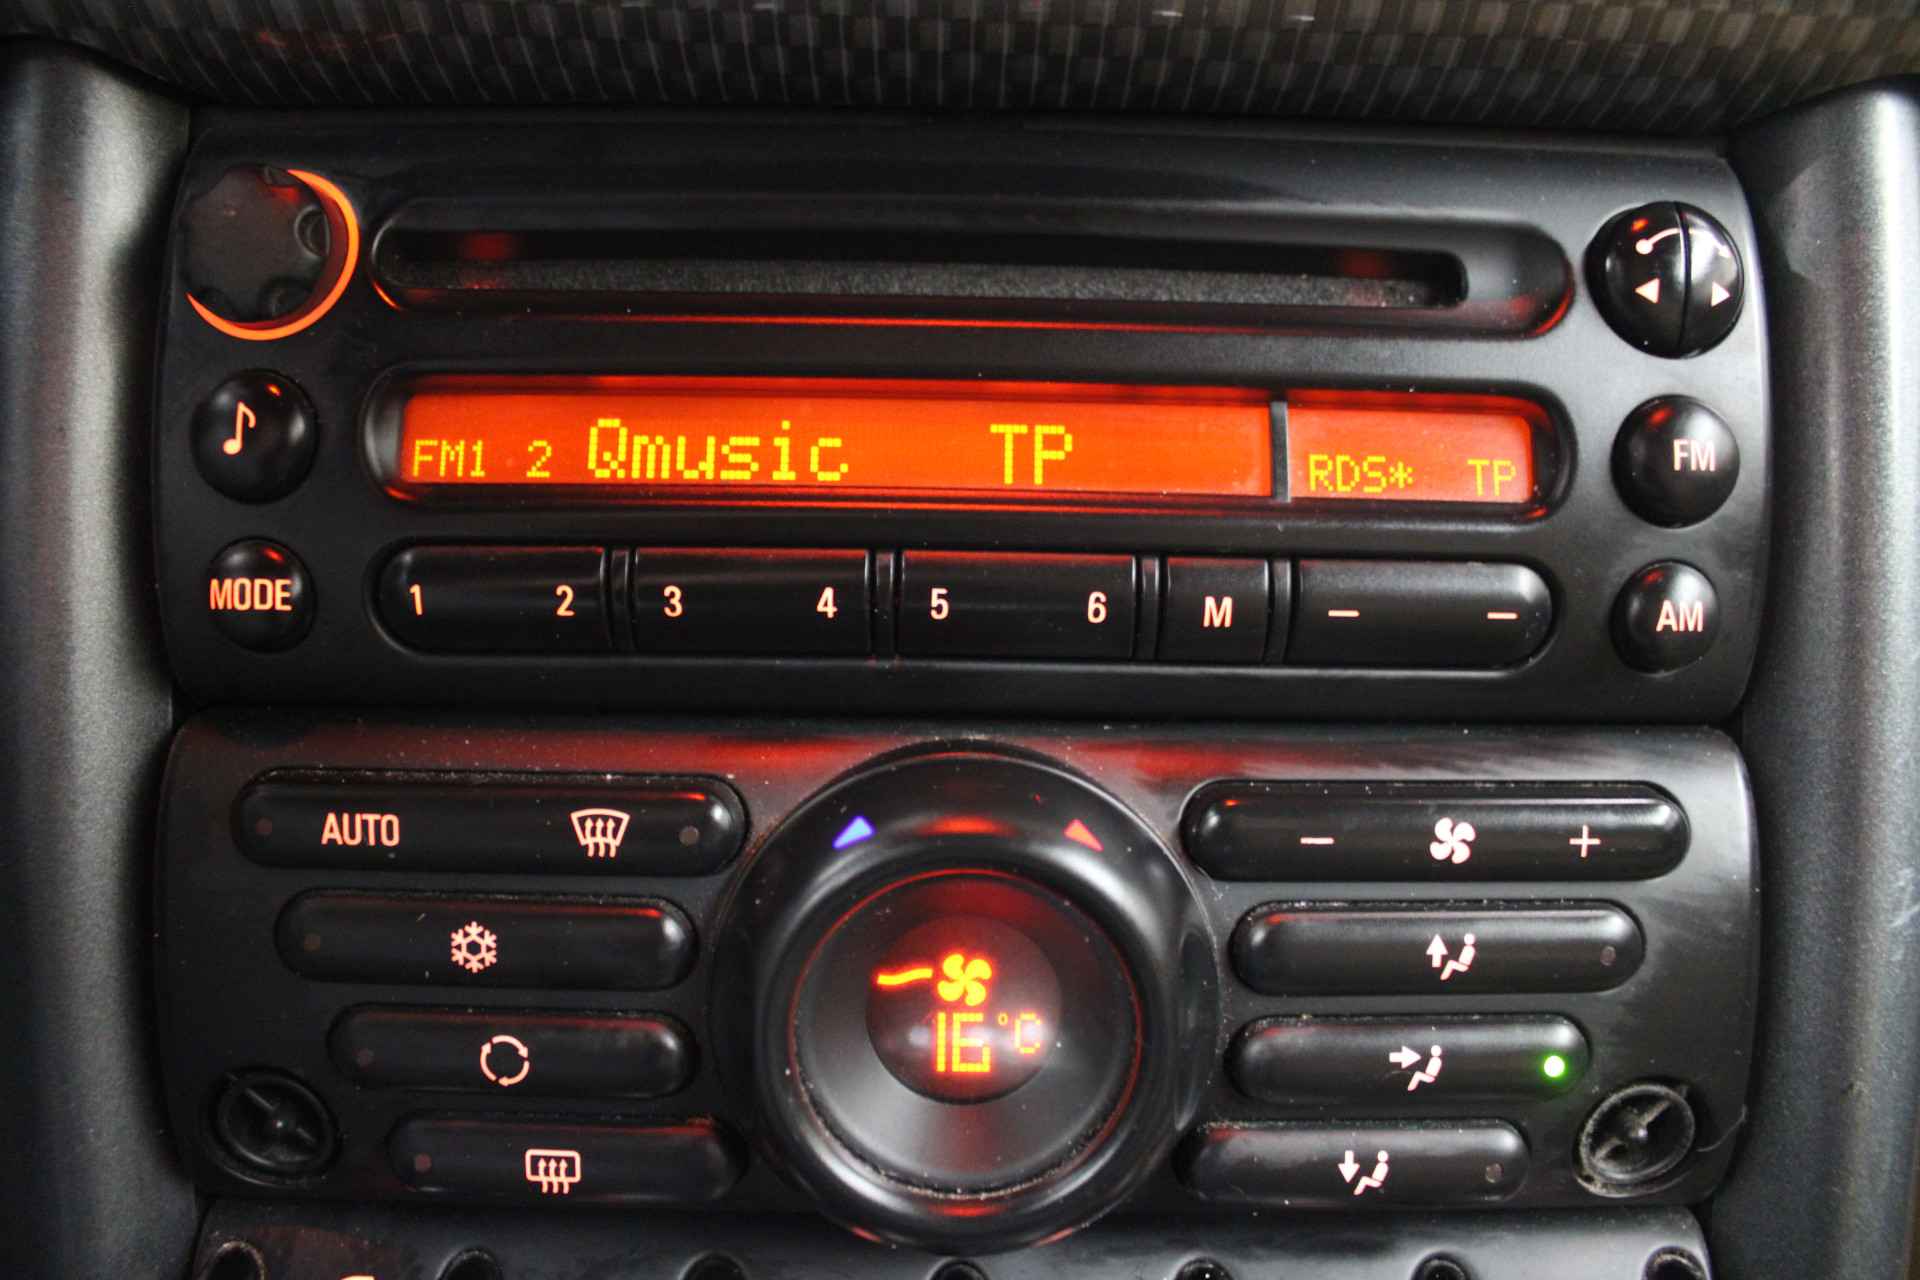 FM1 2 Qmusic TP RDS* TP
FM
MODE
1 2 3 4 5 6 M — —
AM
AUTO
— +
16°C